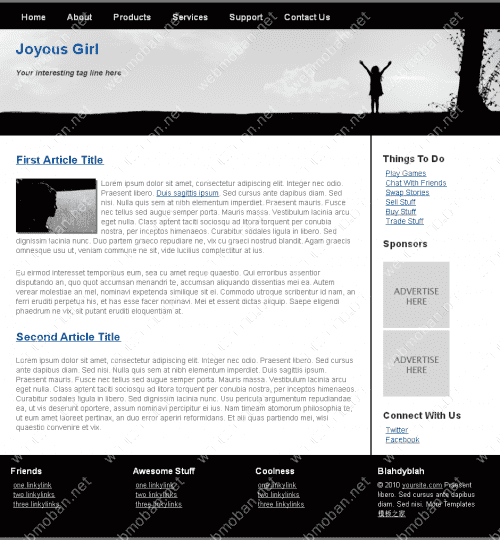 Home About Products Services Support Contact Us
Joyous Girl
Your interesting tag line here
First Article Title
Lorem ipsum dolor sit amet, consectetur adipiscing elit. Integer nec odio.
Praesent libero. Duis sagittis ipsum. Sed cursus ante dapibus diam. Sed
nisi. Nulla quis sem at nibh elementum imperdiet. Praesent mauris. Fusce
nec tellus sed augue semper porta. Mauris massa. Vestibulum lacinia arcu
eget nulla. Class aptent taciti sociosqu ad litora torquent per conubia
nostra, per inceptos himenaeos. Curabitur sodales ligula in libero. Sed
dignissim lacinia nunc. Duo partem graeco repudiare ne, vix cu graeci nostrud blandit. Agam graecis
omnesque usu ut, veniam commune ne sit, vide lucilius complectitur at ius.
Eu eirmod interesset temporibus eum, sea cu amet reque quaestio. Qui erroribus assentior
disputando an, quo quot accumsan menandri te, accumsan aliquando dissentias mei ea. Autem
verear molestiae an mel, nominavi expetenda similique sit ei. Commodo utroque scribentur id nam, an
ferri eruditi perpetua his, et has esse facer nominavi. Mei et essent dictas aliquip. Saepe eligendi
phaedrum ne vix, sit putant eruditi eloquentiam at.
Second Article Title
Lorem ipsum dolor sit amet, consectetur adipiscing elit. Integer nec odio. Praesent libero. Sed cursus
ante dapibus diam. Sed nisi. Nulla quis sem at nibh elementum imperdiet. Duis sagittis ipsum.
Praesent mauris. Fusce nec tellus sed augue semper porta. Mauris massa. Vestibulum lacinia arcu
eget nulla. Class aptent taciti sociosqu ad litora torquent per conubia nostra, per inceptos himenaeos.
Curabitur sodales ligula in libero. Sed dignissim lacinia nunc. Usu pericula argumentum repudiandae
ea, ut vis deserunt oportere, assum nominavi percipitur ei ius. Nam timeam atomorum philosophia te,
ut eum amet laoreet pertinax, an duo error aperiri reformidans. Et alii quas partiendo mei, wisi
quaestio convenire et vix.
Things To Do
Play Games
Chat With Friends
Swap Stories
Sell Stuff
Buy Stuff
Trade Stuff
Sponsors
ADVERTISE
HERE
ADVERTISE
HERE
Connect With Us
Twitter
Facebook
Friends
one linkylink
two linkylinks
three linkylinks
Awesome Stuff
one linkylink
two linkylinks
three linkylinks
Coolness
one linkylink
two linkylinks
three linkylinks
Blahdyblah
© 2010 yoursite.com Praesent
libero. Sed cursus ante dapibus
diam. Sed nisi. More Templates
模板之家
webmoban.net